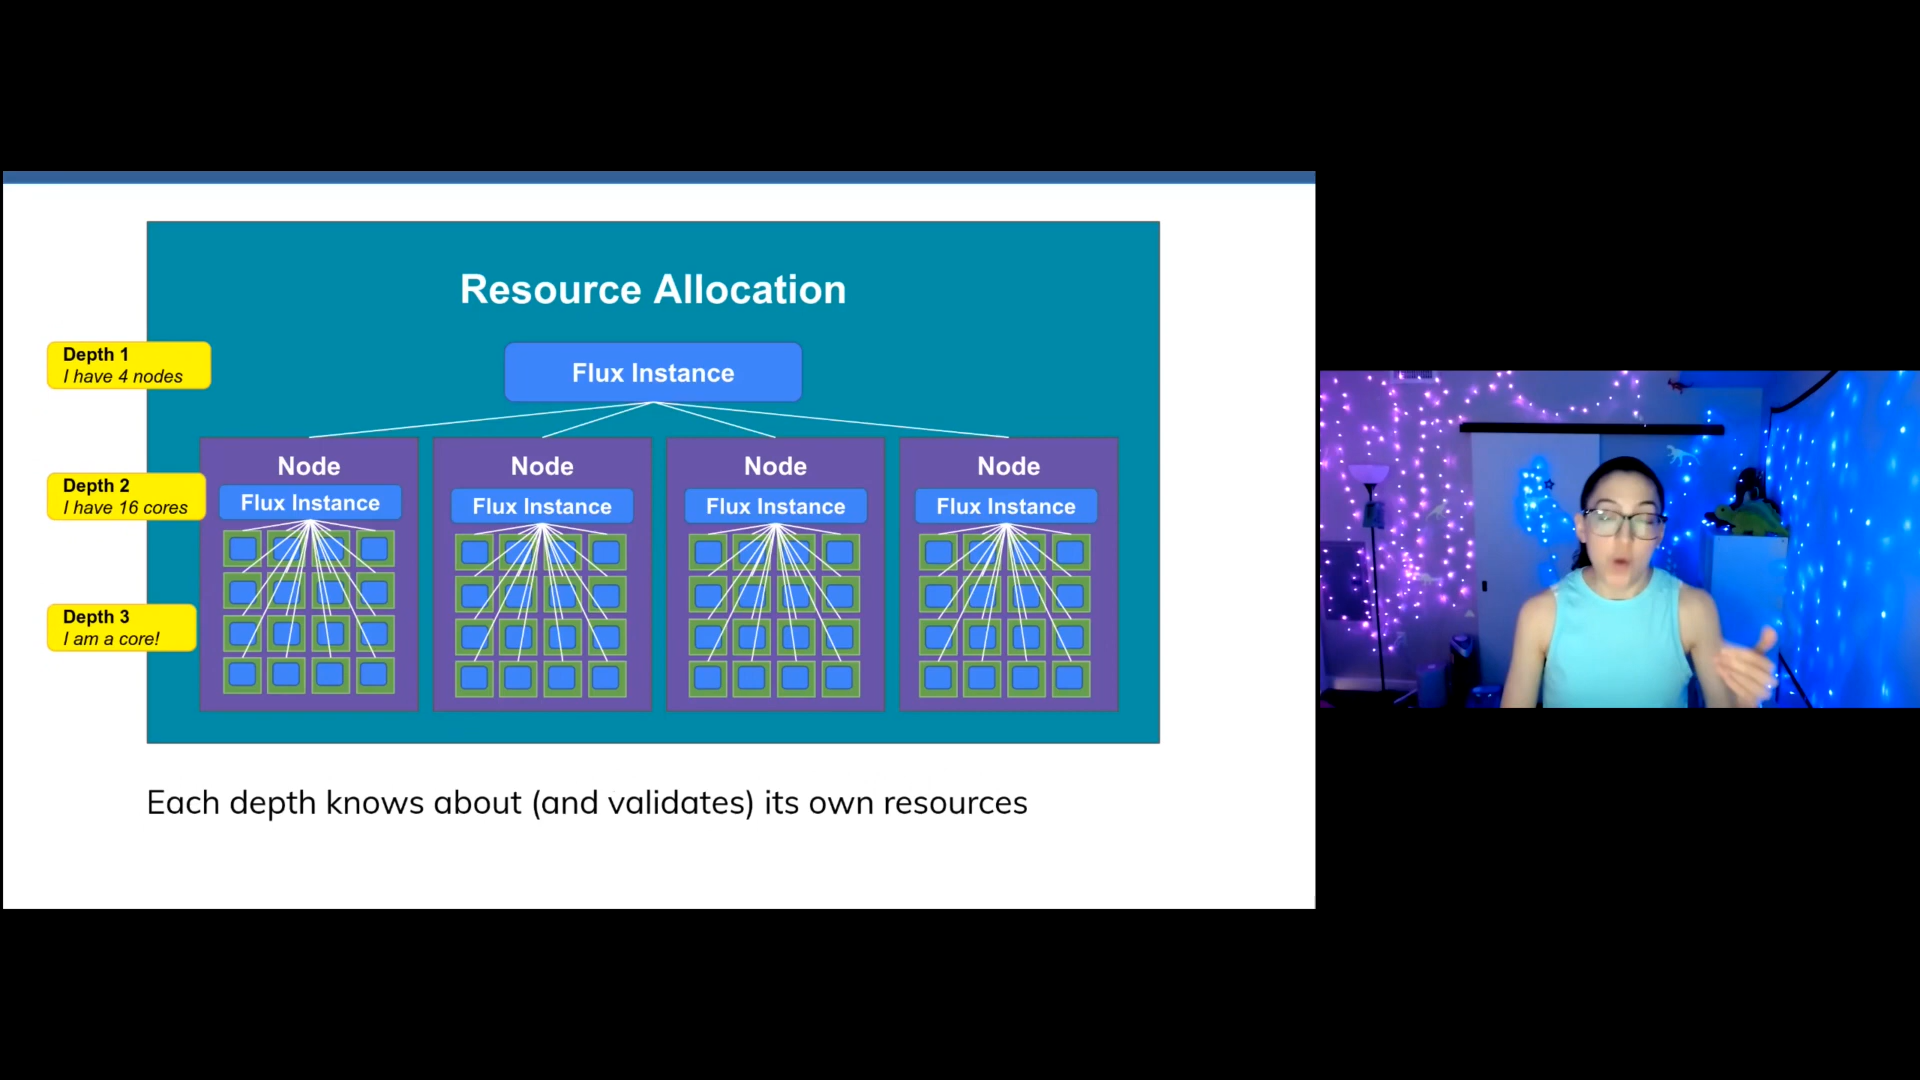 Resource Allocation
Depth 1
I have 4 nodes
Flux Instance
Node
Node
Node
Node
Depth 2
I have 16 cores
Flux Instance
Flux Instance
Flux Instance
Flux Instance
Depth 3
I am a core!
Each depth knows about (and validates) its own resources